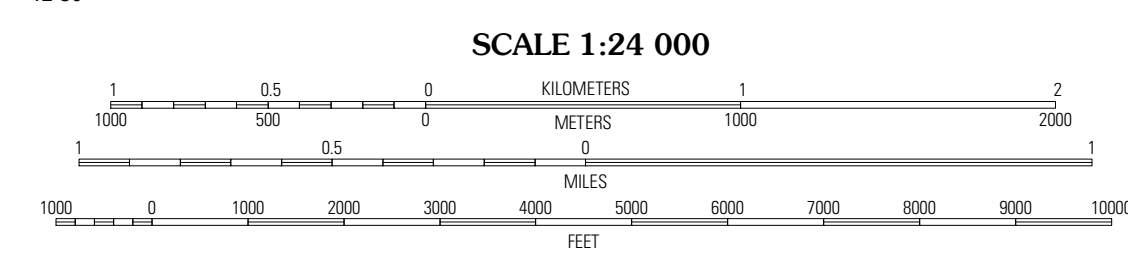 SCALE 1:24 000
1 0.5 0 KILOMETERS 1 2
1000 500 0 METERS 1000 2000
1 0.5 0 1
MILES
1000 0 1000 2000 3000 4000 5000 6000 7000 8000 9000 10000
FEET